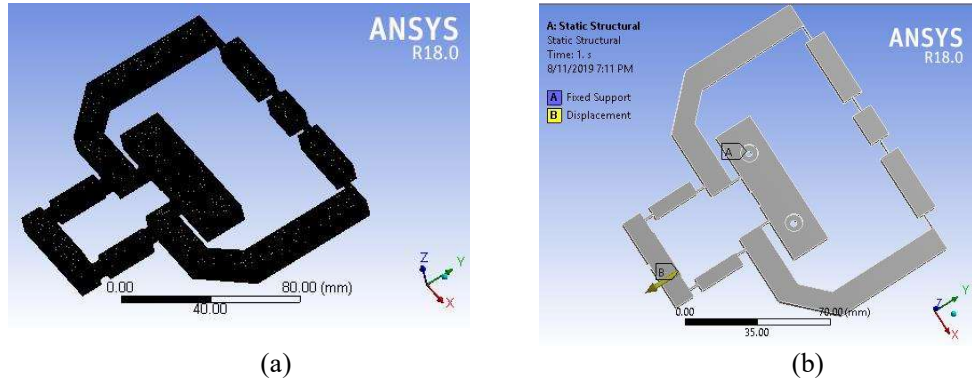 ANSYS
R18.0
0.00
80.00 (mm)
40.00
Z
Y
X
(a)
A: Static Structural
Static Structural
Time: 1. s
8/11/2019 7:11 PM
A Fixed Support
B Displacement
ANSYS
R18.0
A
B
0.00
70.00 (mm)
35.00
Z
Y
X
(b)